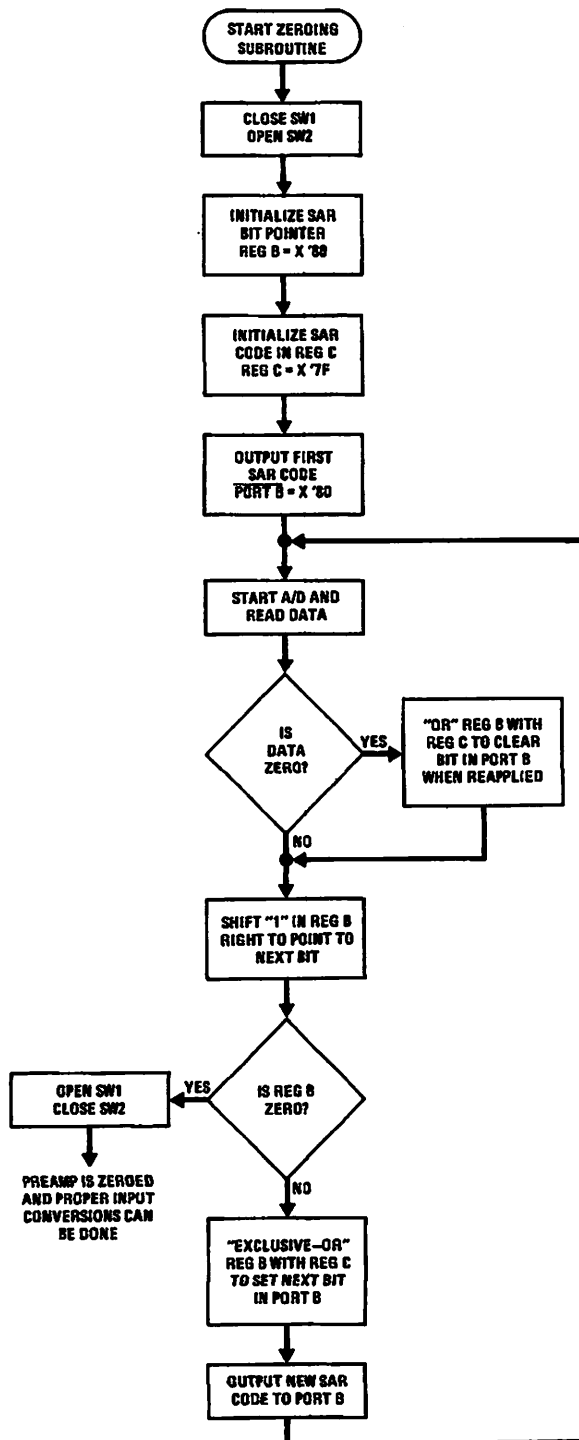 START ZEROING
SUBROUTINE
CLOSE SW1
OPEN SW2
INITIALIZE SAR
BIT POINTER
REG B = X '80
INITIALIZE SAR
CODE IN REG C
REG C = X '7F
OUTPUT FIRST
SAR CODE
PORT B = X '80
START A/D AND
READ DATA
IS
DATA
ZERO?
YES
"OR" REG B WITH
REG C TO CLEAR
BIT IN PORT B
WHEN REAPPLIED
NO
SHIFT "1" IN REG B
RIGHT TO POINT TO
NEXT BIT
IS REG B
ZERO?
YES
OPEN SW1
CLOSE SW2
PREAMP IS ZEROED
AND PROPER INPUT
CONVERSIONS CAN
BE DONE
NO
"EXCLUSIVE–OR"
REG B WITH REG C
TO SET NEXT BIT
IN PORT B
OUTPUT NEW SAR
CODE TO PORT B